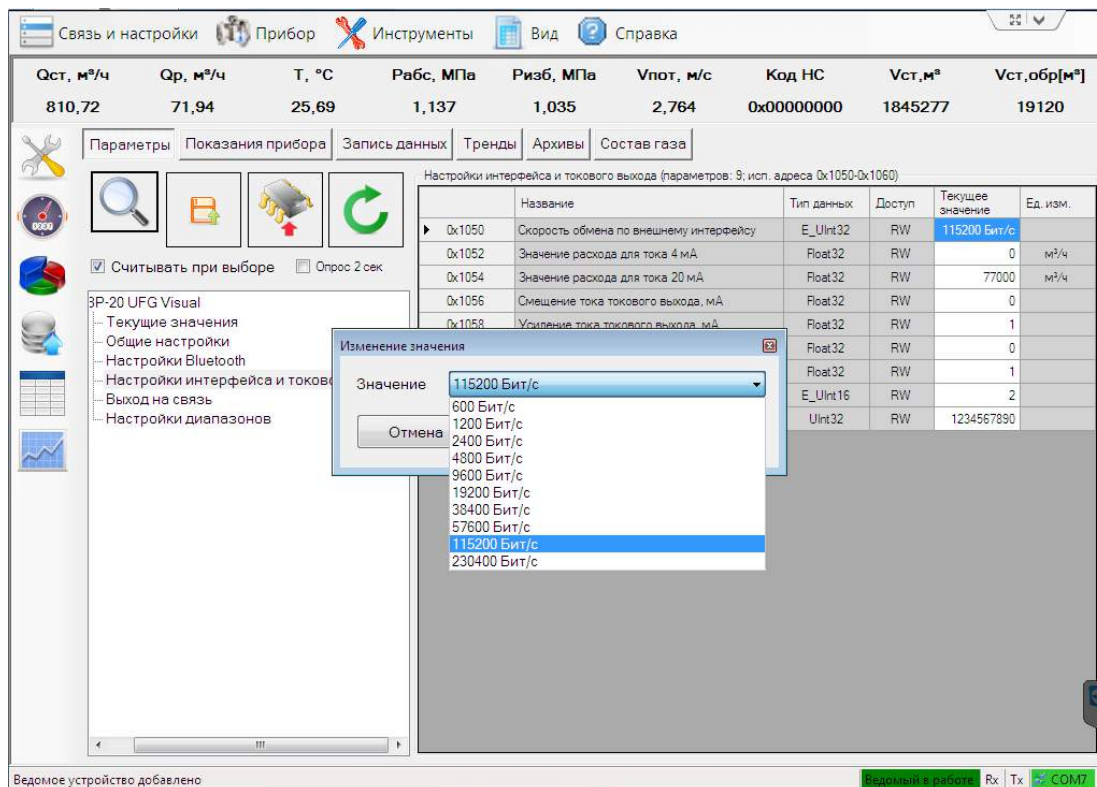 Связь и настройки Прибор Инструменты Вид Справка
Qст, м³/ч Qр, м³/ч T, °C Pабс, МПа Pизб, МПа Vпот, м/с Код НС Vст,м³ Vст,обр[м³]
810,72 71,94 25,69 1,137 1,035 2,764 0x00000000 1845277 19120
Параметры Показания прибора Запись данных Тренды Архивы Состав газа
Настройки интерфейса и токового выхода (параметров: 9; исп. адреса 0x1050-0x1060)
Название Тип данных Доступ Текущее значение Ед. изм.
0x1050 Скорость обмена по внешнему интерфейсу E_UInt32 RW 115200 Бит/с
0x1052 Значение расхода для тока 4 мА Float32 RW 0 м³/ч
0x1054 Значение расхода для тока 20 мА Float32 RW 77000 м³/ч
0x1056 Смещение тока токового выхода, мА Float32 RW 0
0x1058 Усиление тока токового выхода, мА Float32 RW 1
Float32 RW 0
Float32 RW 1
E_UInt16 RW 2
UInt32 RW 1234567890
Считывать при выборе Опрос 2 сек
ЗР-20 UFG Visual
Текущие значения
Общие настройки
Настройки Bluetooth
Настройки интерфейса и токово
Выход на связь
Настройки диапазонов
Изменение значения
Значение 115200 Бит/с
Отмена
600 Бит/с
1200 Бит/с
2400 Бит/с
4800 Бит/с
9600 Бит/с
19200 Бит/с
38400 Бит/с
57600 Бит/с
115200 Бит/с
230400 Бит/с
Ведомое устройство добавлено Ведомый в работе Rx Tx COM7